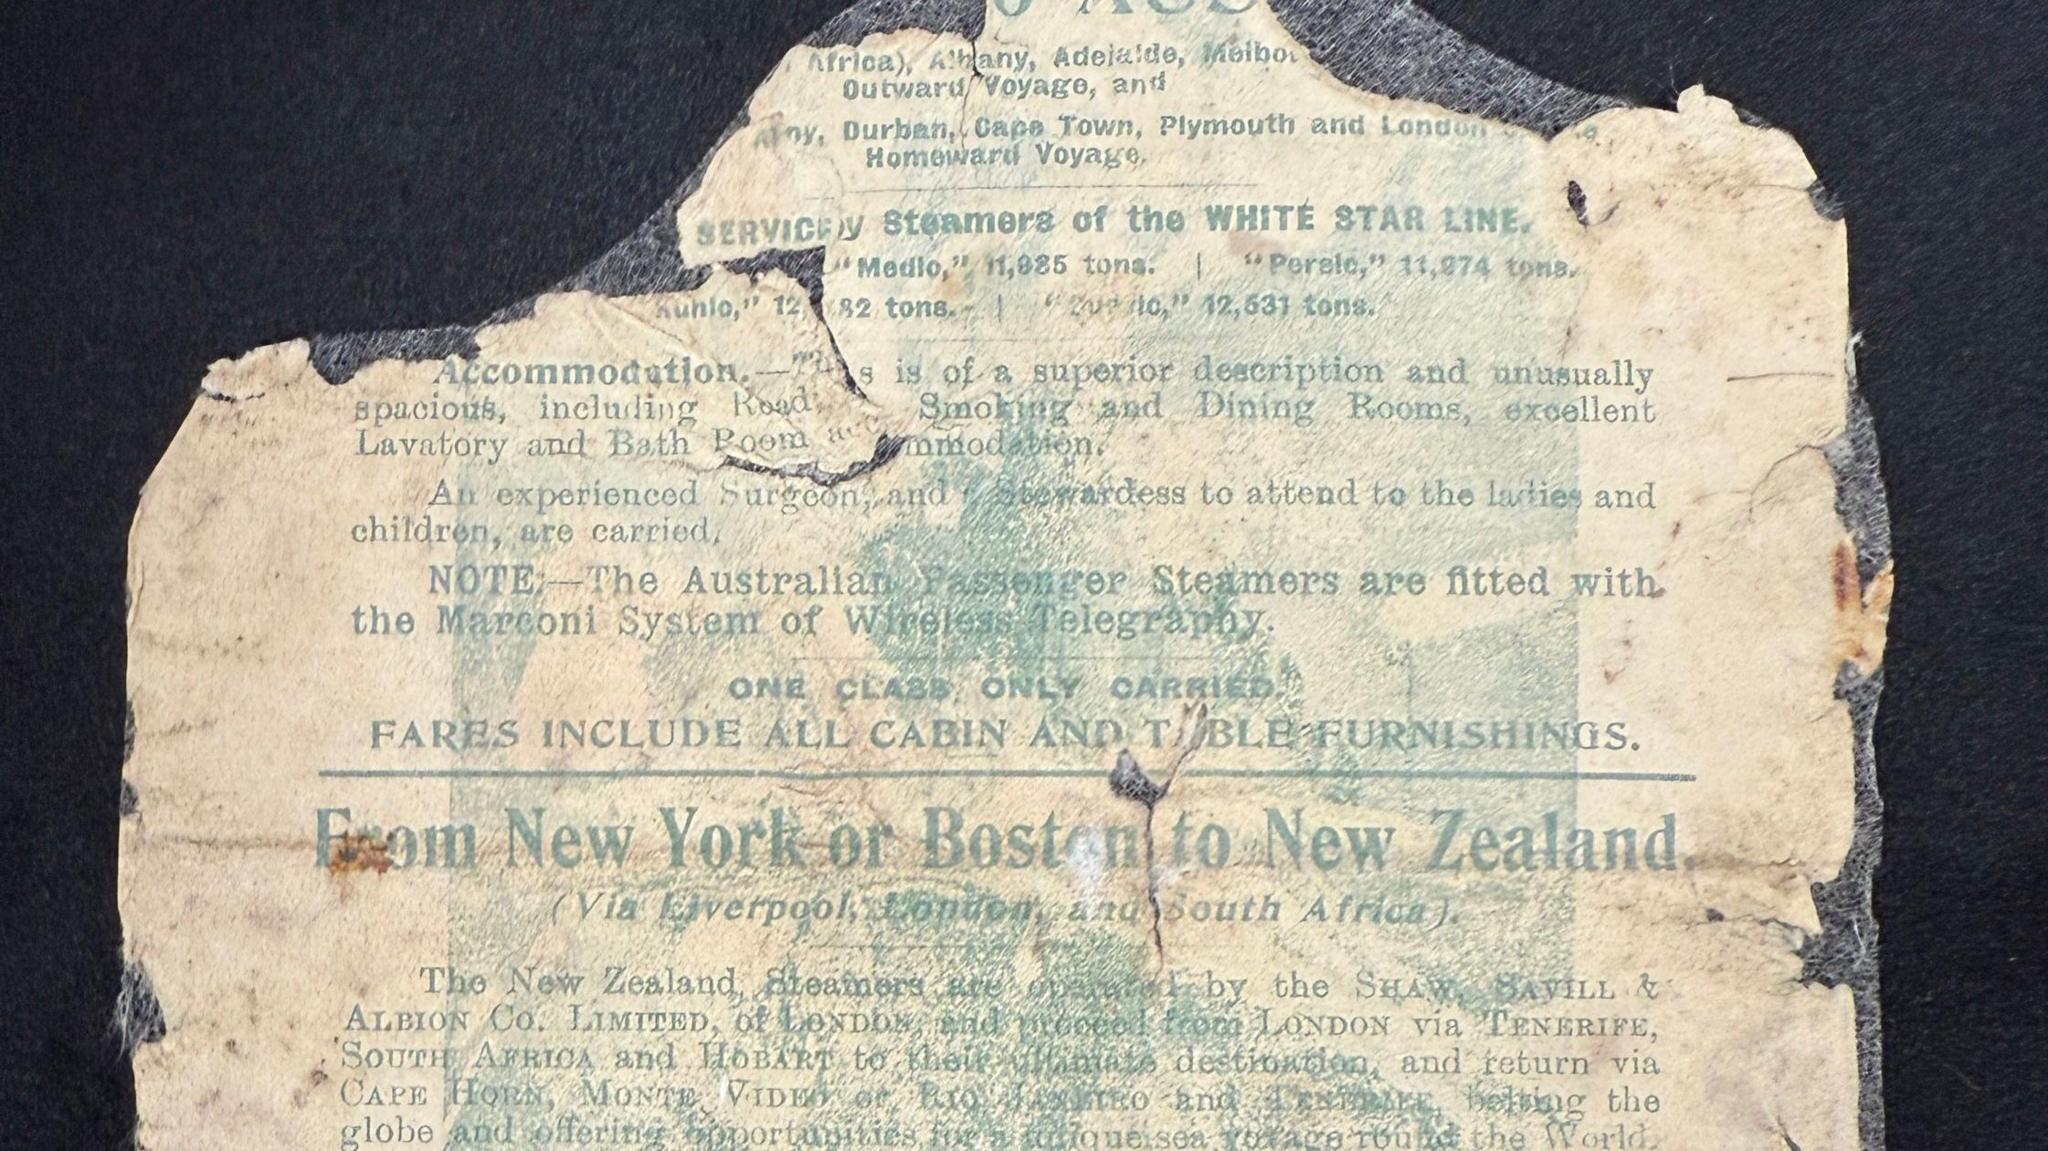 Africa), Albany, Adelaide, Melbo
Outward Voyage, and
Durban, Cape Town, Plymouth and London
Homeward Voyage.
SERVICE by Steamers of the WHITE STAR LINE.
"Medic," 11,985 tons. | "Persic," 11,974 tons.
tons. | 12,531 tons.
Accommodation.—This is of a superior description and unusually
spacious, including Smoking and Dining Rooms, excellent
Lavatory and Bath Room accommodation.
An experienced Surgeon, and Stewardess to attend to the ladies and
children, are carried.
NOTE.—The Australian Passenger Steamers are fitted with
the Marconi System of Wireless Telegraphy.
ONE CLASS ONLY CARRIED.
FARES INCLUDE ALL CABIN AND TABLE FURNISHINGS.
From New York or Boston to New Zealand.
(Via Liverpool, London, and South Africa).
The New Zealand Steamers are operated by the SHAW, SAVILL &
ALBION CO. LIMITED, of LONDON, and proceed from LONDON via TENERIFE,
SOUTH AFRICA and HOBART to their ultimate destination, and return via
CAPE HORN, MONTE VIDEO or RIO JANEIRO and TENERIFE, belting the
globe and offering opportunities for a unique sea voyage round the World.